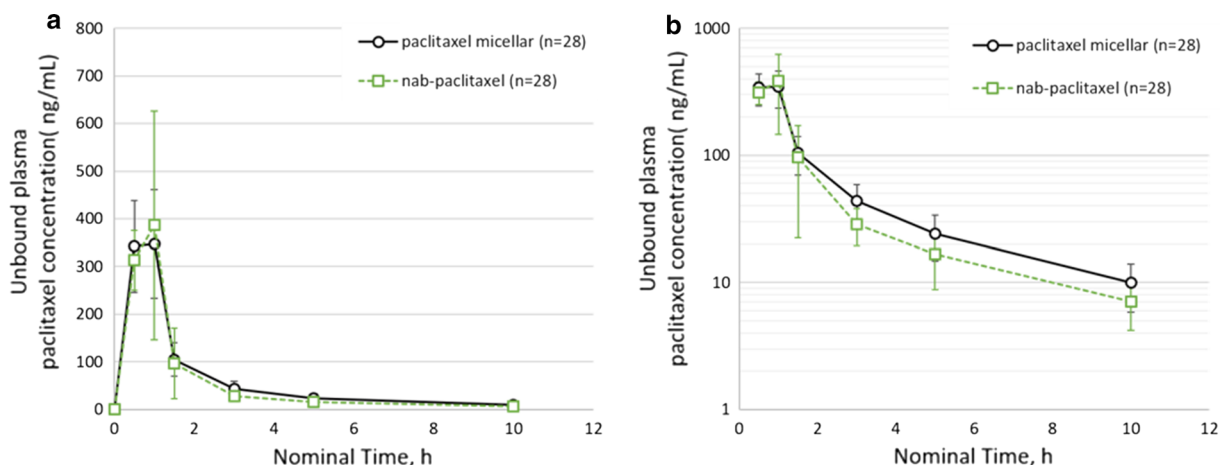 a
800
700
600
500
400
300
200
100
0
0 2 4 6 8 10 12
Unbound plasma
paclitaxel concentration( ng/mL)
Nominal Time, h
paclitaxel micellar (n=28)
nab-paclitaxel (n=28)
b
1000
100
10
1
0 2 4 6 8 10 12
Unbound plasma
paclitaxel concentration( ng/mL)
Nominal Time, h
paclitaxel micellar (n=28)
nab-paclitaxel (n=28)